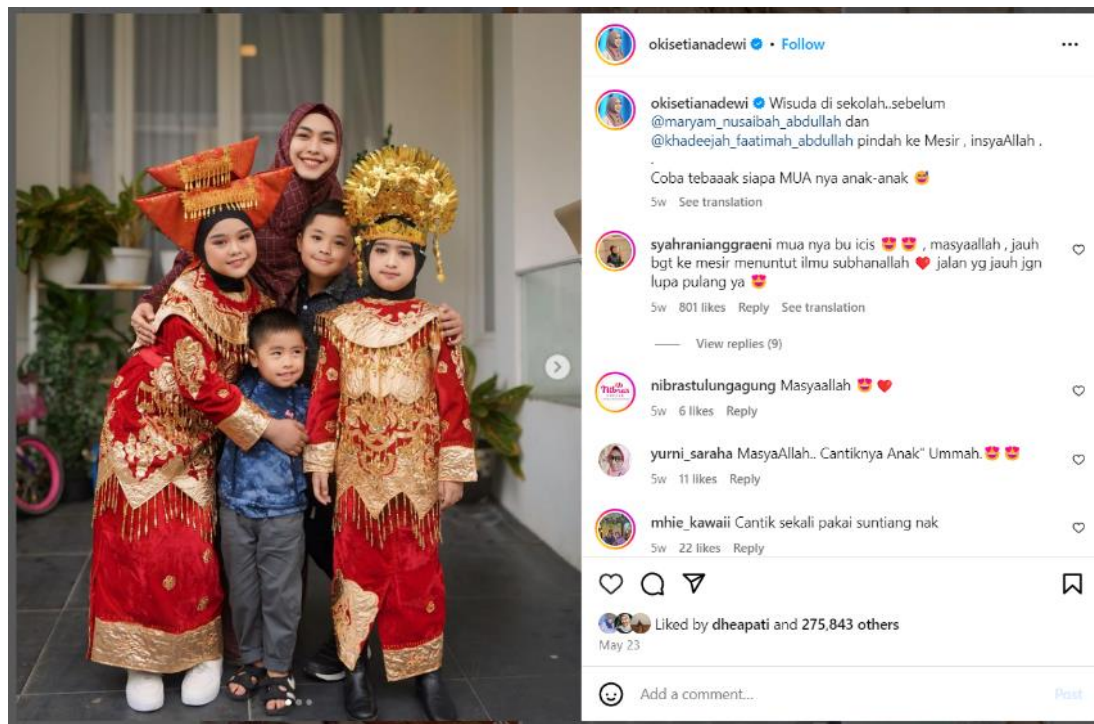 okisetianadewi • Follow
okisetianadewi Wisuda di sekolah..sebelum
@maryam_nusaibah_abdullah dan
@khadeejah_faatimah_abdullah pindah ke Mesir , insyaAllah .
.
Coba tebaaak siapa MUA nya anak-anak 😅
5w See translation
syahranianggraeni mua nya bu icis 😍 😍 , masyaallah , jauh
bgt ke mesir menuntut ilmu subhanallah ❤️ jalan yg jauh jgn
lupa pulang ya 😍
5w 801 likes Reply See translation
View replies (9)
Nibras
nibrastulungagung Masyaallah 😍 ❤️
5w 6 likes Reply
yurni_saraha MasyaAllah.. Cantiknya Anak" Ummah.😍 😍
5w 11 likes Reply
mhie_kawaii Cantik sekali pakai suntiang nak
5w 22 likes Reply
Liked by dheapati and 275,843 others
May 23
Add a comment...
Post